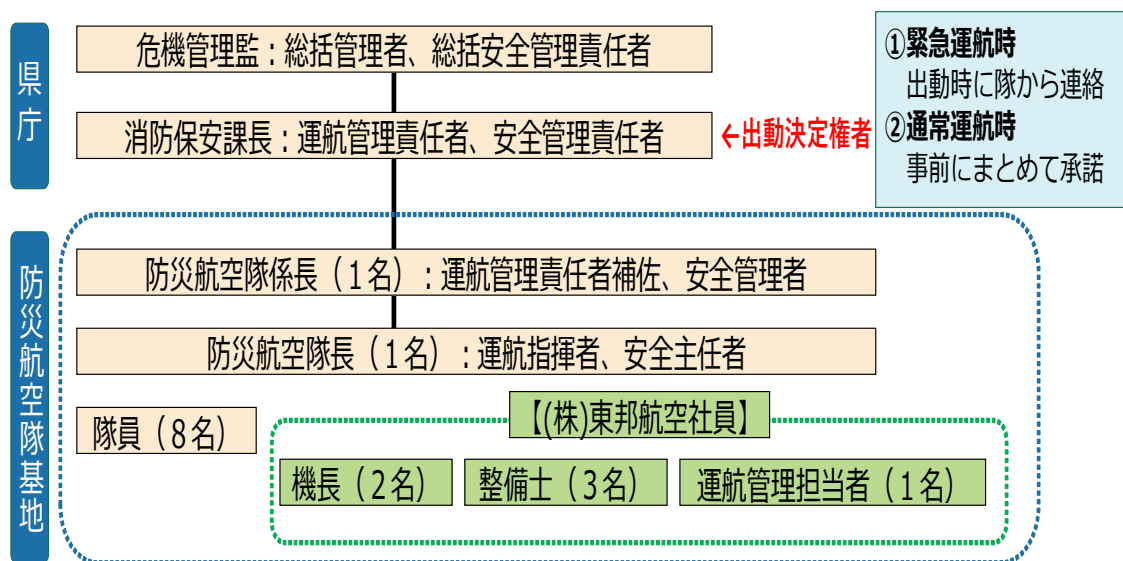 県庁
危機管理監：総括管理者、総括安全管理責任者
消防保安課長：運航管理責任者、安全管理責任者
←出動決定権者
①緊急運航時
出動時に隊から連絡
②通常運航時
事前にまとめて承諾
防災航空隊基地
防災航空隊係長（１名）：運航管理責任者補佐、安全管理者
防災航空隊長（１名）：運航指揮者、安全主任者
隊員（８名）
【(株)東邦航空社員】
機長（２名）
整備士（３名）
運航管理担当者（１名）